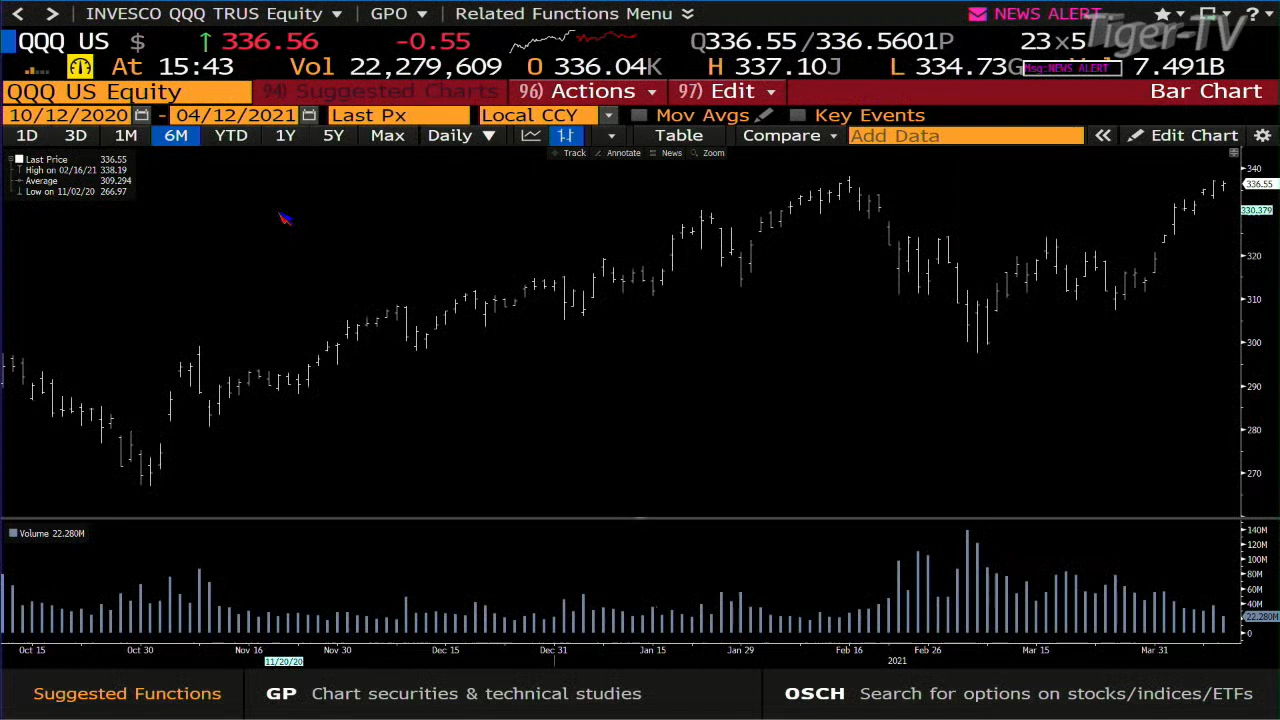 INVESCO QQQ TRUS Equity GPO Related Functions Menu NEWS ALERT ?
Tiger-TV
QQQ US $ 336.56 -0.55 Q336.55/336.5601P 23x5
At 15:43 Vol 22,279,609 O 336.04K H 337.10J L 334.73G 7.491B
Msg:NEWS ALERT
QQQ US Equity 94) Suggested Charts 96) Actions 97) Edit Bar Chart
10/12/2020 - 04/12/2021 Last Px Local CCY Mov Avgs Key Events
1D 3D 1M 6M YTD 1Y 5Y Max Daily Table Compare Add Data Edit Chart
Track Annotate News Zoom
Last Price 336.55
High on 02/16/21 338.19
Average 309.294
Low on 11/02/20 266.97
340
336.55
330.379
320
310
300
290
280
270
Volume 22.280M
140M
120M
100M
80M
60M
40M
22.280M
0
Oct 15 Oct 30 Nov 16 Nov 30 Dec 15 Dec 31 Jan 15 Jan 29 Feb 16 Feb 26 Mar 15 Mar 31
11/20/20 2021
Suggested Functions GP Chart securities & technical studies OSCH Search for options on stocks/indices/ETFs